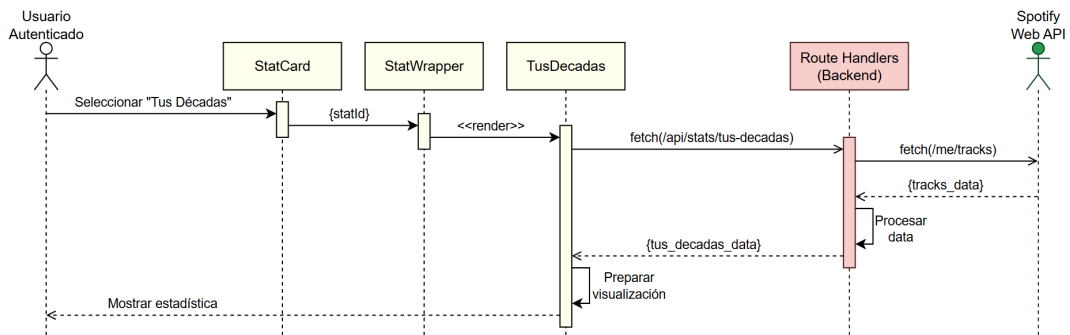 Usuario
Autenticado
Spotify
Web API
StatCard
StatWrapper
TusDecadas
Route Handlers
(Backend)
Seleccionar "Tus Décadas"
{statId}
<<render>>
fetch(/api/stats/tus-decadas)
fetch(/me/tracks)
{tracks_data}
Procesar
data
{tus_decadas_data}
Preparar
visualización
Mostrar estadística